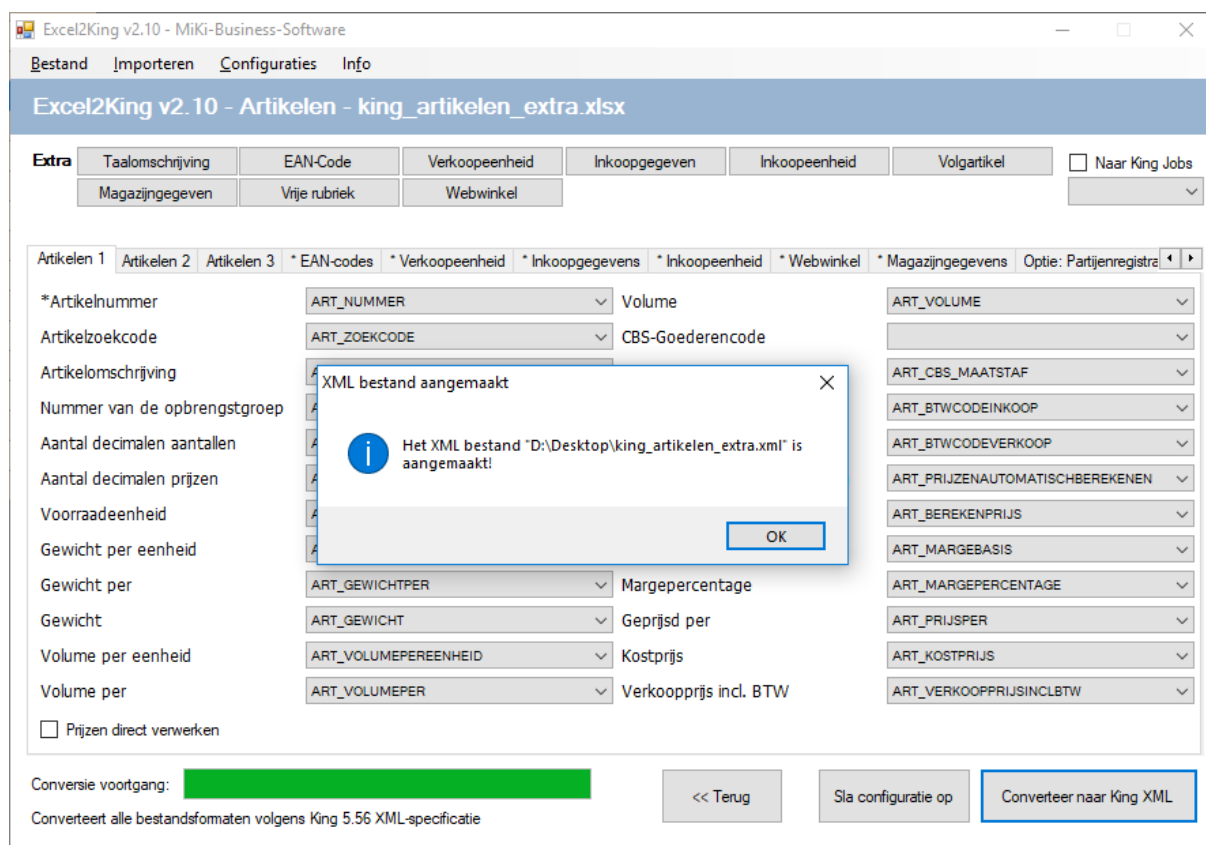 Excel2King v2.10 - MiKi-Business-Software
Bestand Importeren Configuraties Info
Excel2King v2.10 - Artikelen - king_artikelen_extra.xlsx
Extra Taalomschrijving EAN-Code Verkoopeenheid Inkoopgegeven Inkoopeenheid Volgartikel Naar King Jobs
Magazijngegeven Vrije rubriek Webwinkel
Artikelen 1 Artikelen 2 Artikelen 3 * EAN-codes * Verkoopeenheid * Inkoopgegevens * Inkoopeenheid * Webwinkel * Magazijngegevens Optie: Partijenregistra
*Artikelnummer ART_NUMMER Volume ART_VOLUME
Artikelzoekcode ART_ZOEKCODE CBS-Goederencode
Artikelomschrijving ART_CBS_MAATSTAF
Nummer van de opbrengstgroep ART_BTWCODEINKOOP
Aantal decimalen aantallen ART_BTWCODEVERKOOP
Aantal decimalen prijzen ART_PRIJZENAUTOMATISCHBEREKENEN
Voorraadeenheid ART_BEREKENPRIJS
Gewicht per eenheid ART_MARGEBASIS
XML bestand aangemaakt
Het XML bestand "D:\Desktop\king_artikelen_extra.xml" is
aangemaakt!
OK
Gewicht per ART_GEWICHTPER Margepercentage ART_MARGEPERCENTAGE
Gewicht ART_GEWICHT Geprijsd per ART_PRIJSPER
Volume per eenheid ART_VOLUMEPEREENHEID Kostprijs ART_KOSTPRIJS
Volume per ART_VOLUMEPER Verkoopprijs incl. BTW ART_VERKOOPPRIJSINCLBTW
Prijzen direct verwerken
Conversie voortgang: << Terug Sla configuratie op Converteer naar King XML
Converteert alle bestandsformaten volgens King 5.56 XML-specificatie